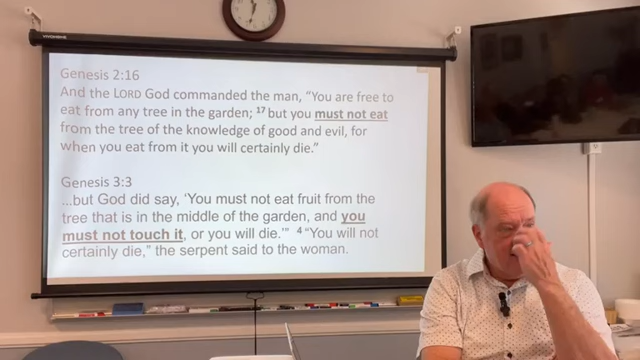 Genesis 2:16
And the LORD God commanded the man, “You are free to
eat from any tree in the garden; 17 but you must not eat
from the tree of the knowledge of good and evil, for
when you eat from it you will certainly die.”
Genesis 3:3
...but God did say, ‘You must not eat fruit from the
tree that is in the middle of the garden, and you
must not touch it, or you will die.’” 4 “You will not
certainly die,” the serpent said to the woman.